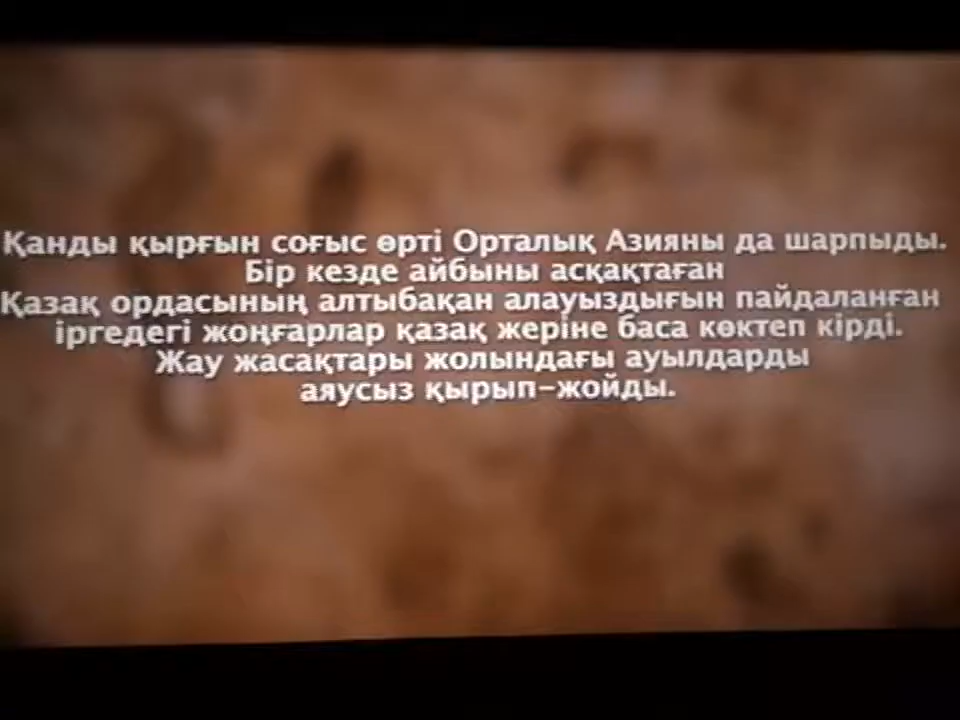 Қанды қырғын соғыс өрті Орталық Азияны да шарпыды.
Бір кезде айбыны асқақтаған
Қазақ ордасының алтыбақан алауыздығын пайдаланған
іргедегі жоңғарлар қазақ жеріне баса көктеп кірді.
Жау жасақтары жолындағы ауылдарды
аяусыз қырып-жойды.